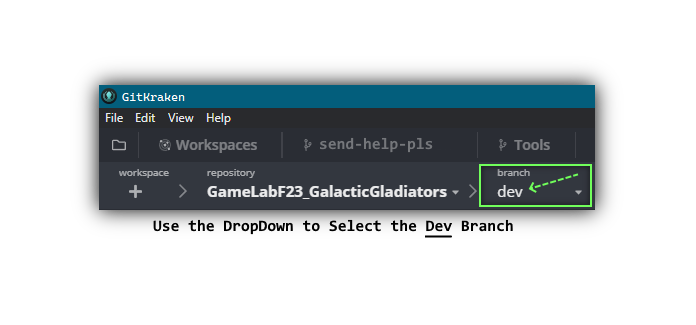 GitKraken
File Edit View Help
Workspaces send-help-pls Tools
workspace repository branch
GameLabF23_GalacticGladiators dev
Use the DropDown to Select the Dev Branch